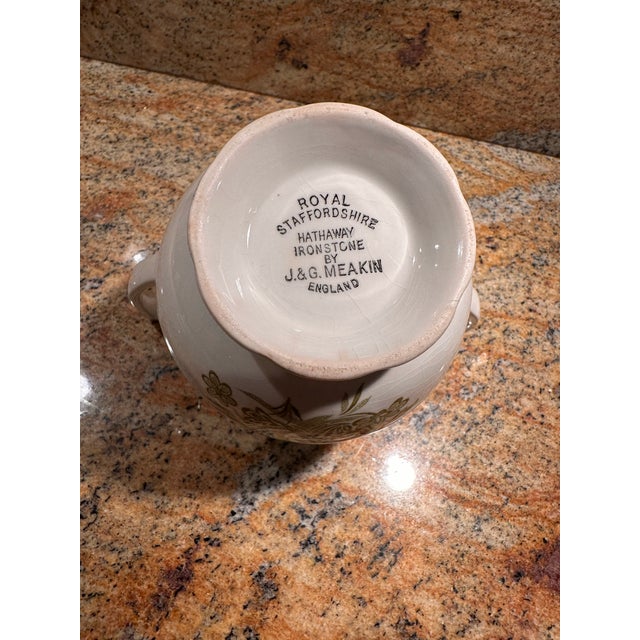 ROYAL
STAFFORDSHIRE
HATHAWAY
IRONSTONE
BY
J.&G. MEAKIN
ENGLAND